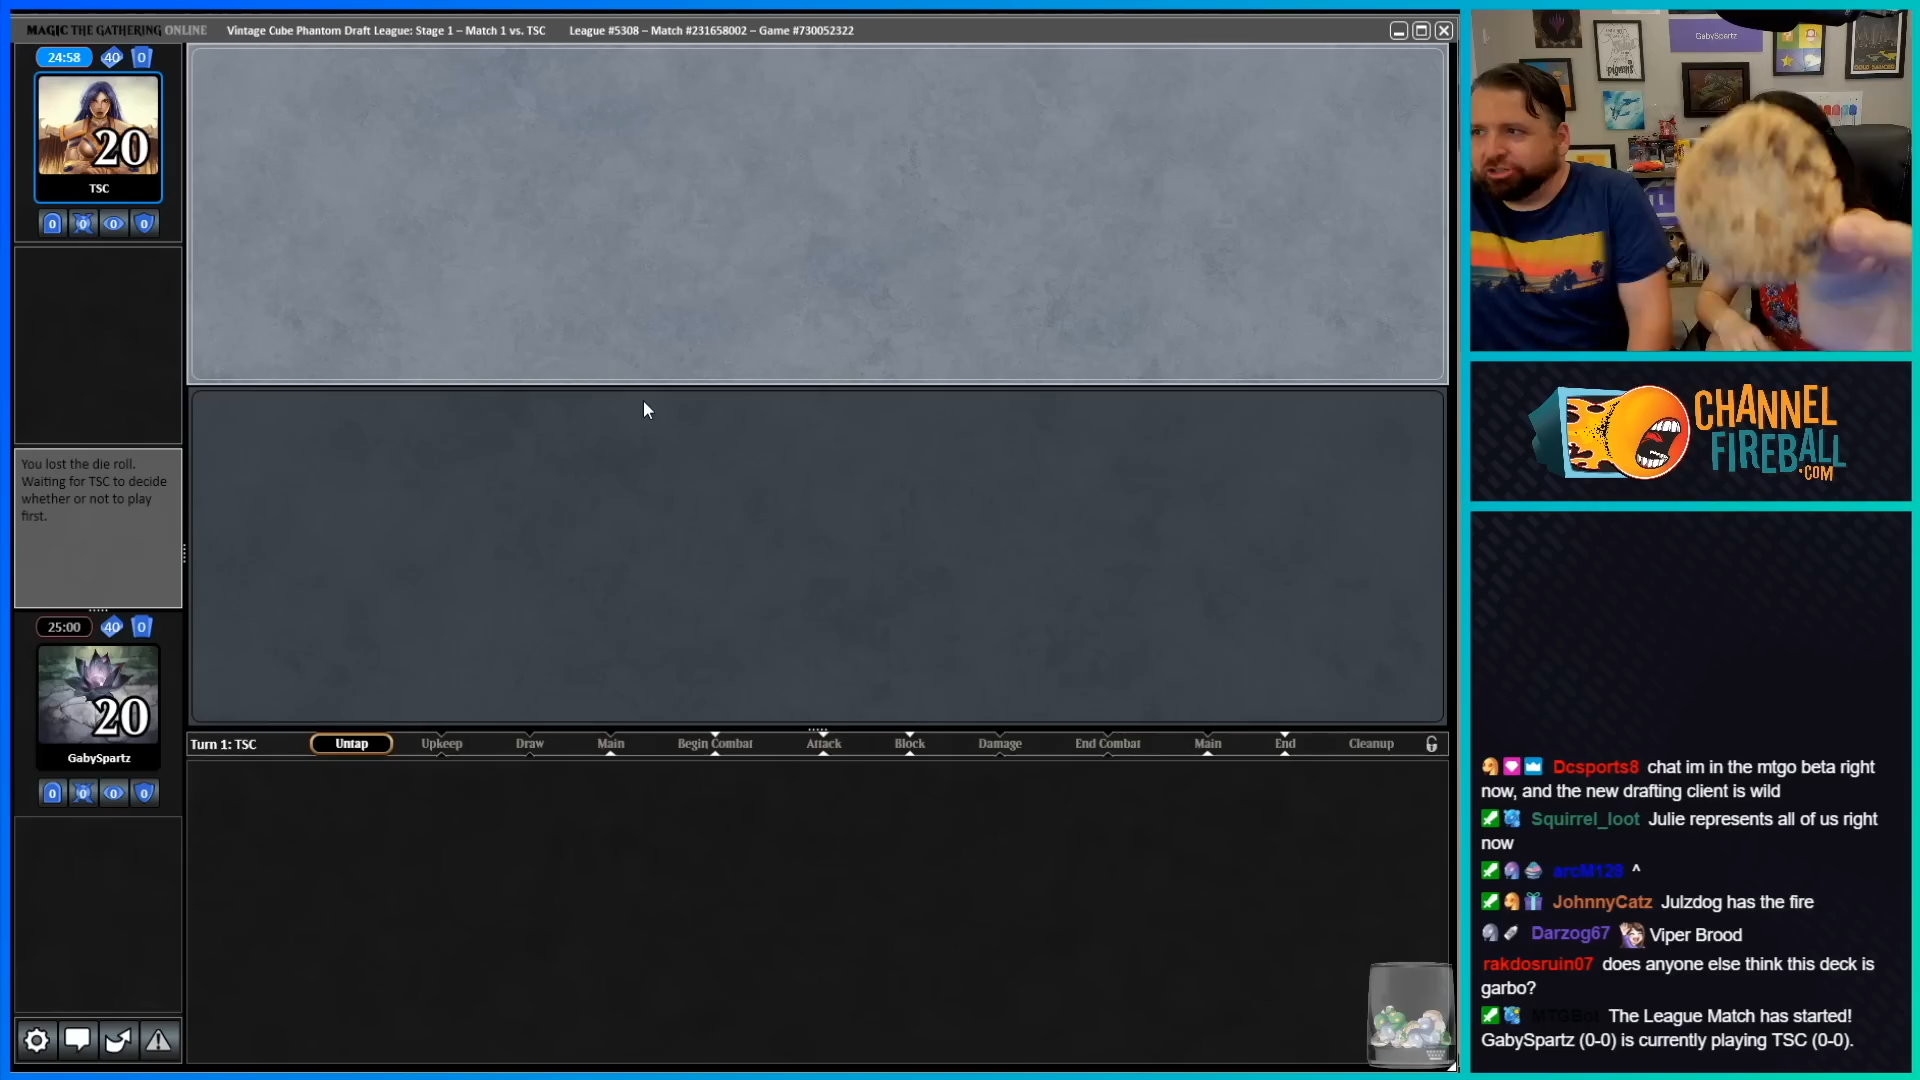 MAGIC THE GATHERING ONLINE
Vintage Cube Phantom Draft League: Stage 1 – Match 1 vs. TSC
League #5308 – Match #231658002 – Game #730052322
24:58
40
0
20
TSC
0
0
0
0
You lost the die roll.
Waiting for TSC to decide
whether or not to play
first.
25:00
40
0
20
GabySpartz
0
0
0
0
Turn 1: TSC
Untap
Upkeep
Draw
Main
Begin Combat
Attack
Block
Damage
End Combat
Main
End
Cleanup
GabySpartz
CHANNEL
FIREBALL
.COM
Dcsports8 chat im in the mtgo beta right
now, and the new drafting client is wild
Squirrel_loot Julie represents all of us right
now
arcM128 ^
JohnnyCatz Julzdog has the fire
Darzog67 Viper Brood
rakdosruin07 does anyone else think this deck is
garbo?
MTGBot The League Match has started!
GabySpartz (0-0) is currently playing TSC (0-0).